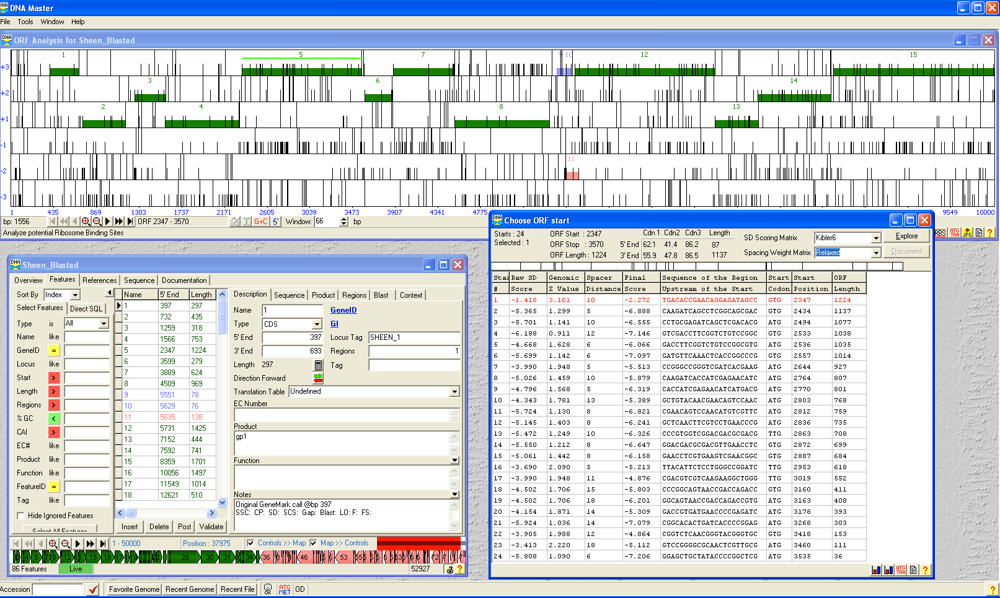 DNA Master
File Tools Window Help
ORF Analysis for Sheen_Blasted
1 5 7 9 10 12 15
+3
3 6 14
+2
2 4 8 13
+1
-1
11
-2
-3
1 435 869 1303 1737 2171 2605 3039 3473 3907 4341 4775 9549 10000
bp: 1556 ORF 2347 - 3570 G+C 5' Window: 66 bp
Analyze potential Ribosome Binding Sites
RBS ATG TAA JPG ?
Choose ORF start
Starts : 24 ORF Start : 2347 Cdn 1 Cdn2 Cdn3 Length SD Scoring Matrix Kibler6 Explore
Selected : 1 ORF Stop : 3570 5' End 62.1 41.4 86.2 87
ORF Length : 1224 3' End 55.9 47.8 86.5 1137 Spacing Weight Matrix Relaxed Document
Star Raw SD Genomic Spacer Final Sequence of the Region Start Start ORF
# Score Z Value Distance Score Upstream of the Start Codon Position Length
1 -1.418 3.161 10 -2.272 TGACACCGAACAGGAGATAGCC GTG 2347 1224
2 -5.365 1.299 5 -6.888 CAAGATCAGCCTCGGCAGCGAC GTG 2434 1137
3 -5.701 1.141 10 -6.555 CCTGCGAGATCAGCTCGACACG ATG 2494 1077
4 -6.188 0.911 12 -7.146 GTCGACCTTCGGTCTGTCCGGC GTG 2533 1038
5 -4.668 1.628 6 -6.066 GACCTTCGGTCTGTCCGGCGTG ATG 2536 1035
6 -5.699 1.142 6 -7.097 GATGTTCAAACTCACCGGCCCG GTG 2557 1014
7 -3.990 1.948 5 -5.513 CCGGGCCGGGTCGATCACGAAG ATG 2644 927
8 -5.026 1.459 10 -5.879 CAAGATCACCATCGAGAACATC ATG 2764 807
9 -4.796 1.568 5 -6.319 CACCATCGAGAACATCATGACG ATG 2770 801
10 -4.343 1.781 13 -5.389 GCTGTACAACGAACAGTCCAAC ATG 2803 768
11 -5.724 1.130 8 -6.821 CGAACAGTCCAACATGTCGTTC ATG 2812 759
12 -5.145 1.403 8 -6.241 GCTCAACTTCGTCCTGACCAAC ATG 2836 735
13 -5.472 1.249 10 -6.326 CCCGTGGTCGCGGACGACGCGG TTG 2863 708
14 -5.550 1.212 8 -6.647 GGACGACGCGGACGTTGAACCTC GTG 2872 699
15 -5.061 1.442 8 -6.158 GAACCTCGTGAAGTCGAACGGC GTG 2887 684
16 -3.690 2.090 5 -5.213 TTACATTCTCCTGGGCCGGATC TTG 2953 618
17 -3.990 1.948 11 -4.876 CGACGTCGTCAAGAAGGCTGGG TTG 3019 552
18 -4.502 1.706 15 -5.803 CCCGGCAGTAACCGACCAGACC ATG 3160 411
19 -4.502 1.706 18 -6.201 GGCAGTAACCGACCAGACCATG GTG 3163 408
20 -4.154 1.871 14 -5.309 GACCGTGATGAACCCCGAGATC ATG 3178 393
21 -5.924 1.036 14 -7.079 CGGCACACTGATCACCCCGGAG ATG 3268 303
22 -3.905 1.988 12 -4.864 CGGTCTCAACGGGTACGGGTGC GTG 3418 153
23 -3.413 2.220 18 -5.112 GTCCGGGGCGCAACTCGTTGCG ATG 3460 111
24 -5.808 1.090 6 -7.206 GGAGCTGCTATACCCCGGCTCG ATG 3535 36
ATG TAA ?
Sheen_Blasted
Overview Features References Sequence Documentation
Sort By Index
Select Features Direct SQL
Type is All
Name like
GeneID =
Locus like
Start >
Length >
Regions >
% GC <
CAI >
EC# like
Product like
Function like
FeatureID =
Tag like
Hide Ignored Features
Select All Features
Name 5' End Length
1 397 297
2 732 435
3 1259 318
4 1566 753
5 2347 1224
6 3599 279
7 3889 624
8 4509 969
9 5551 78
10 5629 76
11 5635 138
12 5731 1425
13 7152 444
14 7592 741
15 8359 1701
16 10056 1497
17 11549 1014
18 12621 510
Insert Delete Post Validate
Description Sequence Product Regions Blast Context
Name 1 GeneID
Type CDS GI
5' End 397 Locus Tag SHEEN_1
3' End 693 Regions 1
Length 297 Tag
Direction Forward
Translation Table Undefined
EC Number
Product
gp1
Function
Notes
Original GeneMark call @bp 397
SSC: CP: SD: SCS: Gap: Blast: LO: F: FS:
1 - 50000 Position : 37975 Controls >> Map Map >> Controls
4 5 7 8 12 15 16 17 22 29 30 31 34 36 46 53 72
86 Features Live 52927 ?
Accession Favorite Genome Recent Genome Recent File OK ATG MET OD ?